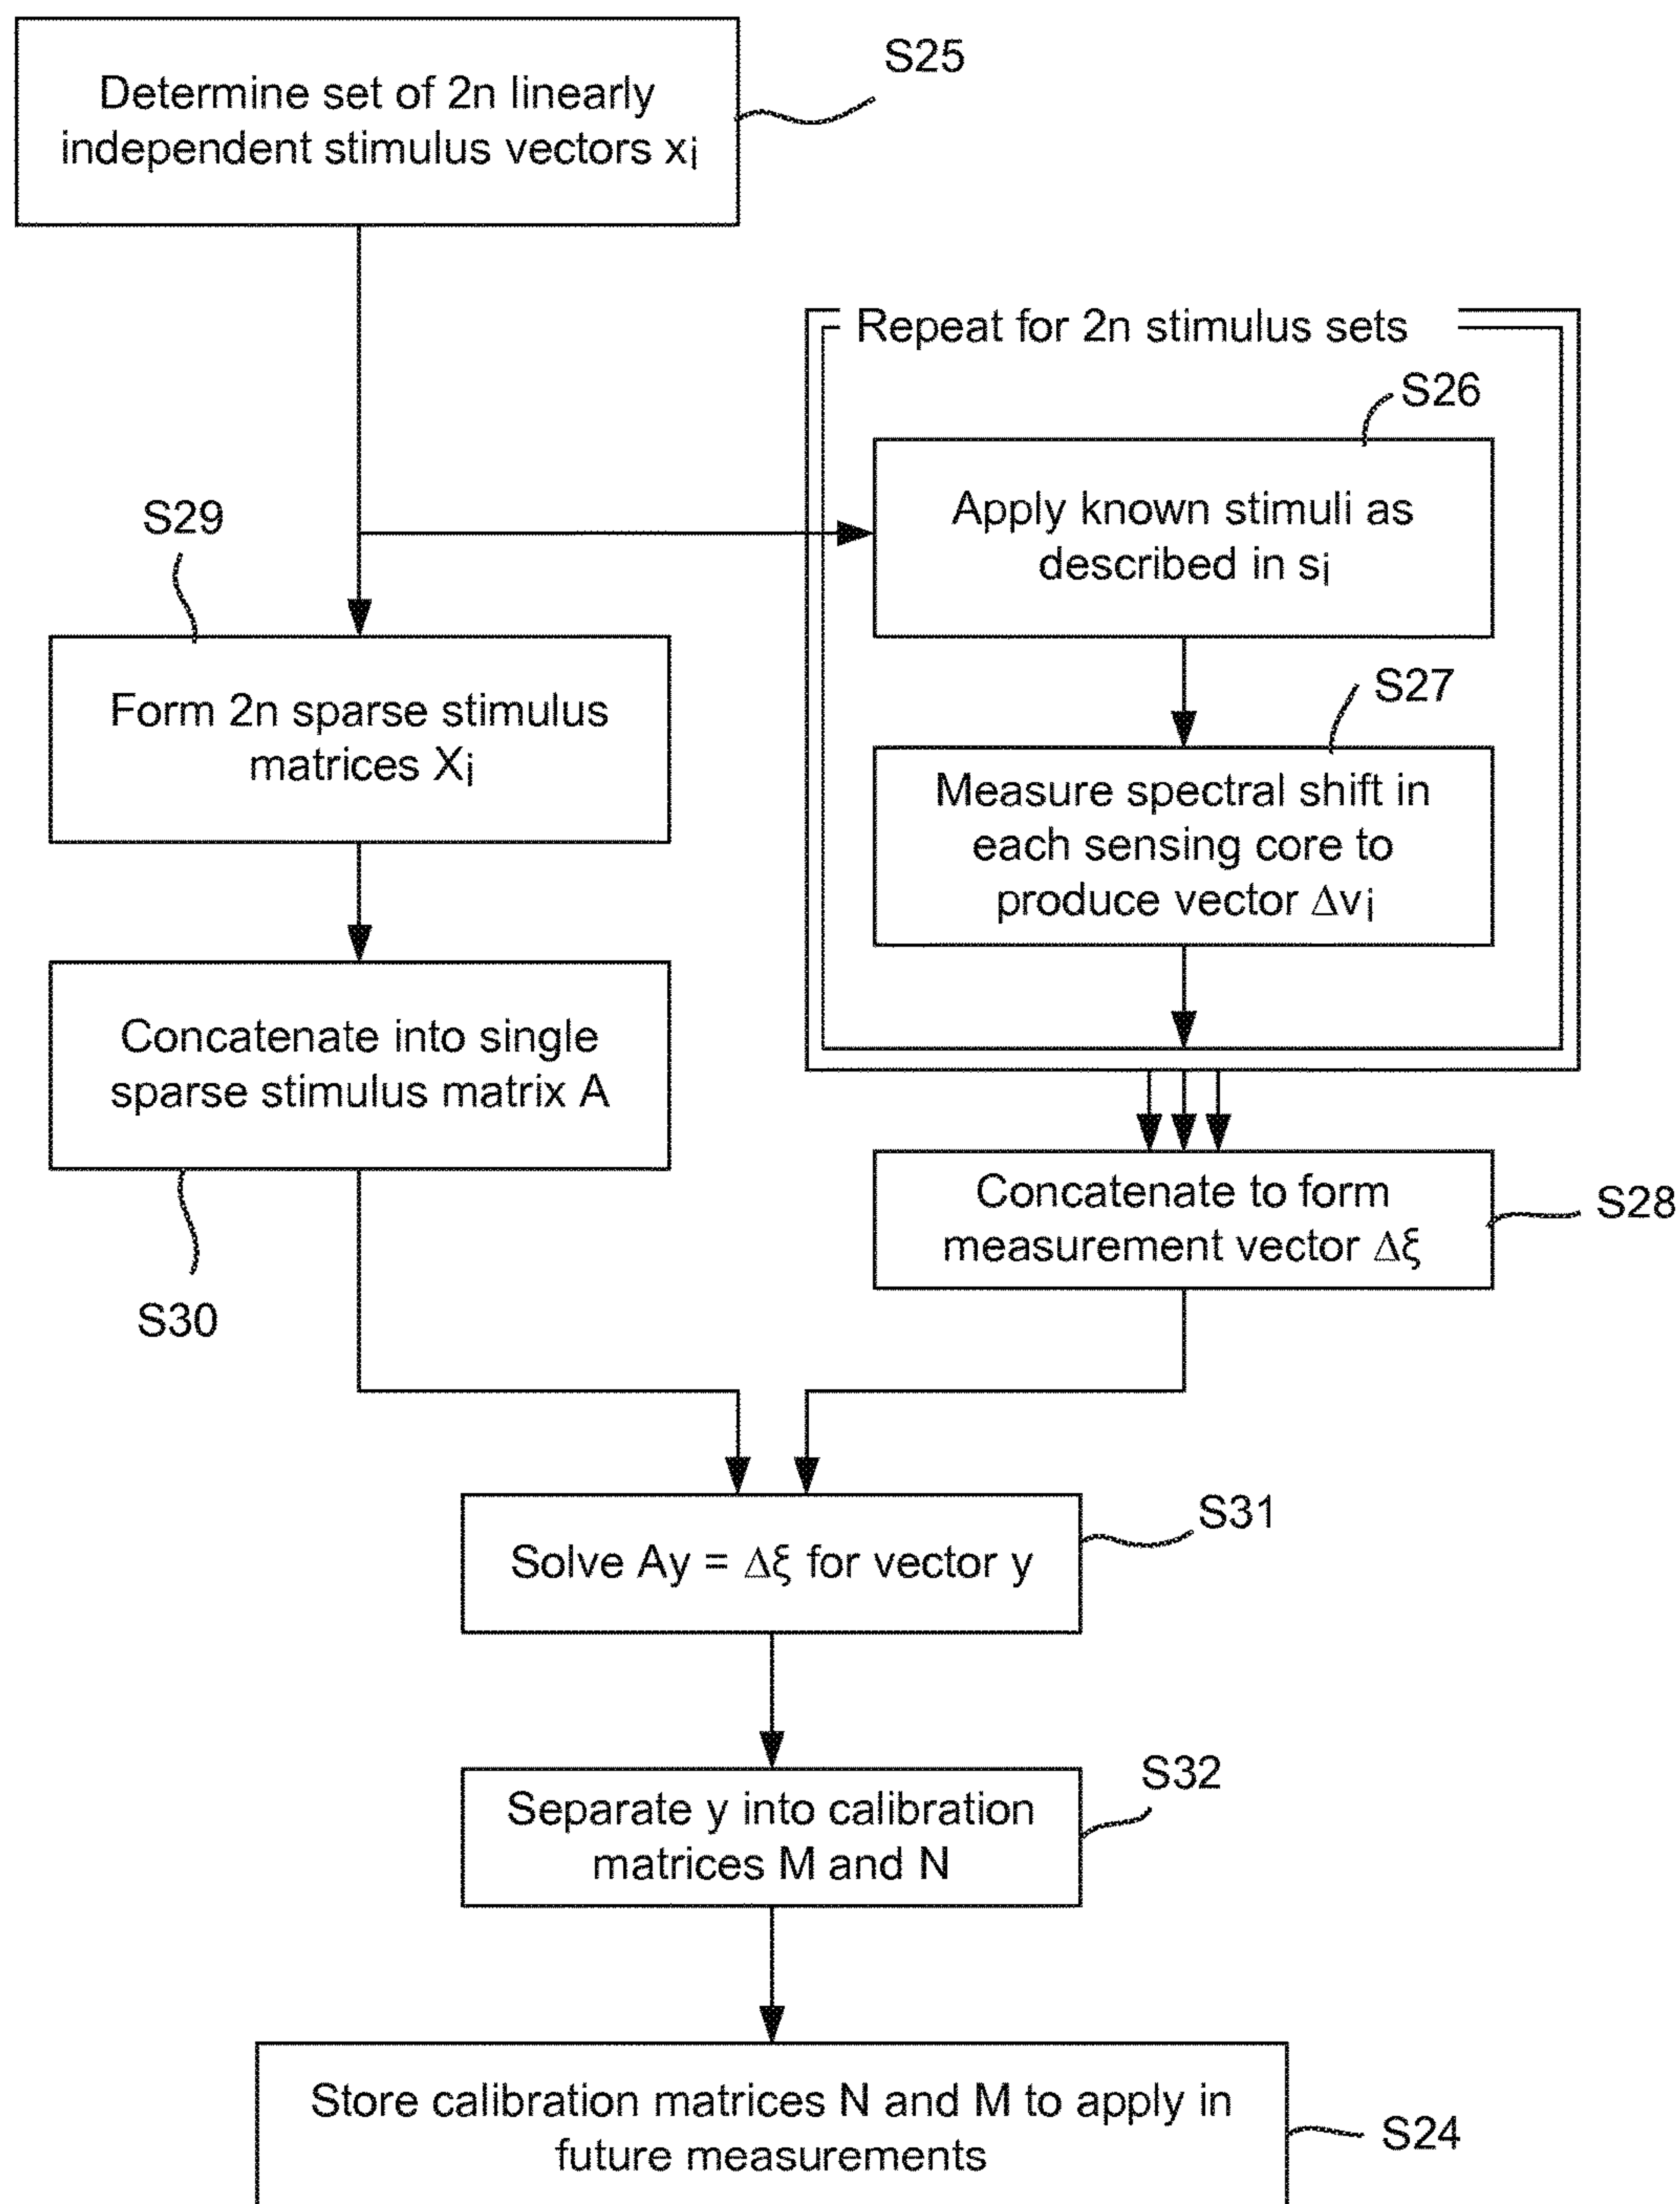 Determine set of 2n linearly
independent stimulus vectors xi
S25
Repeat for 2n stimulus sets
S26
Apply known stimuli as
described in si
S29
Form 2n sparse stimulus
matrices Xi
S27
Measure spectral shift in
each sensing core to
produce vector Δvi
Concatenate into single
sparse stimulus matrix A
S30
Concatenate to form
measurement vector Δξ
S28
Solve Ay = Δξ for vector y
S31
Separate y into calibration
matrices M and N
S32
Store calibration matrices N and M to apply in
future measurements
S24